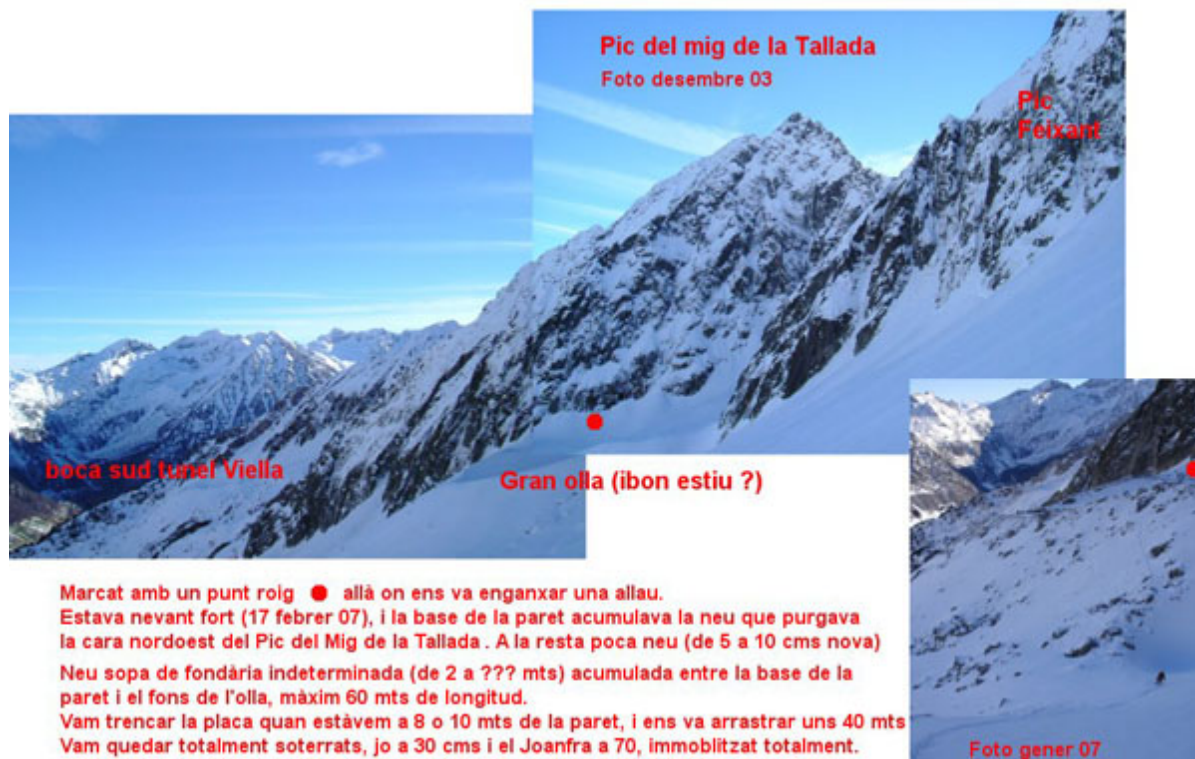 Pic del mig de la Tallada
Foto desembre 03
Pic
Feixant
boca sud tunel Viella
Gran olla (ibon estiu ?)
Marcat amb un punt roig allà on ens va enganxar una allau.
Estava nevant fort (17 febrer 07), i la base de la paret acumulava la neu que purgava
la cara nordoest del Pic del Mig de la Tallada . A la resta poca neu (de 5 a 10 cms nova)
Neu sopa de fondària indeterminada (de 2 a ??? mts) acumulada entre la base de la
paret i el fons de l'olla, màxim 60 mts de longitud.
Vam trencar la placa quan estàvem a 8 o 10 mts de la paret, i ens va arrastrar uns 40 mts
Vam quedar totalment soterrats, jo a 30 cms i el Joanfra a 70, immoblitzat totalment.
Foto gener 07